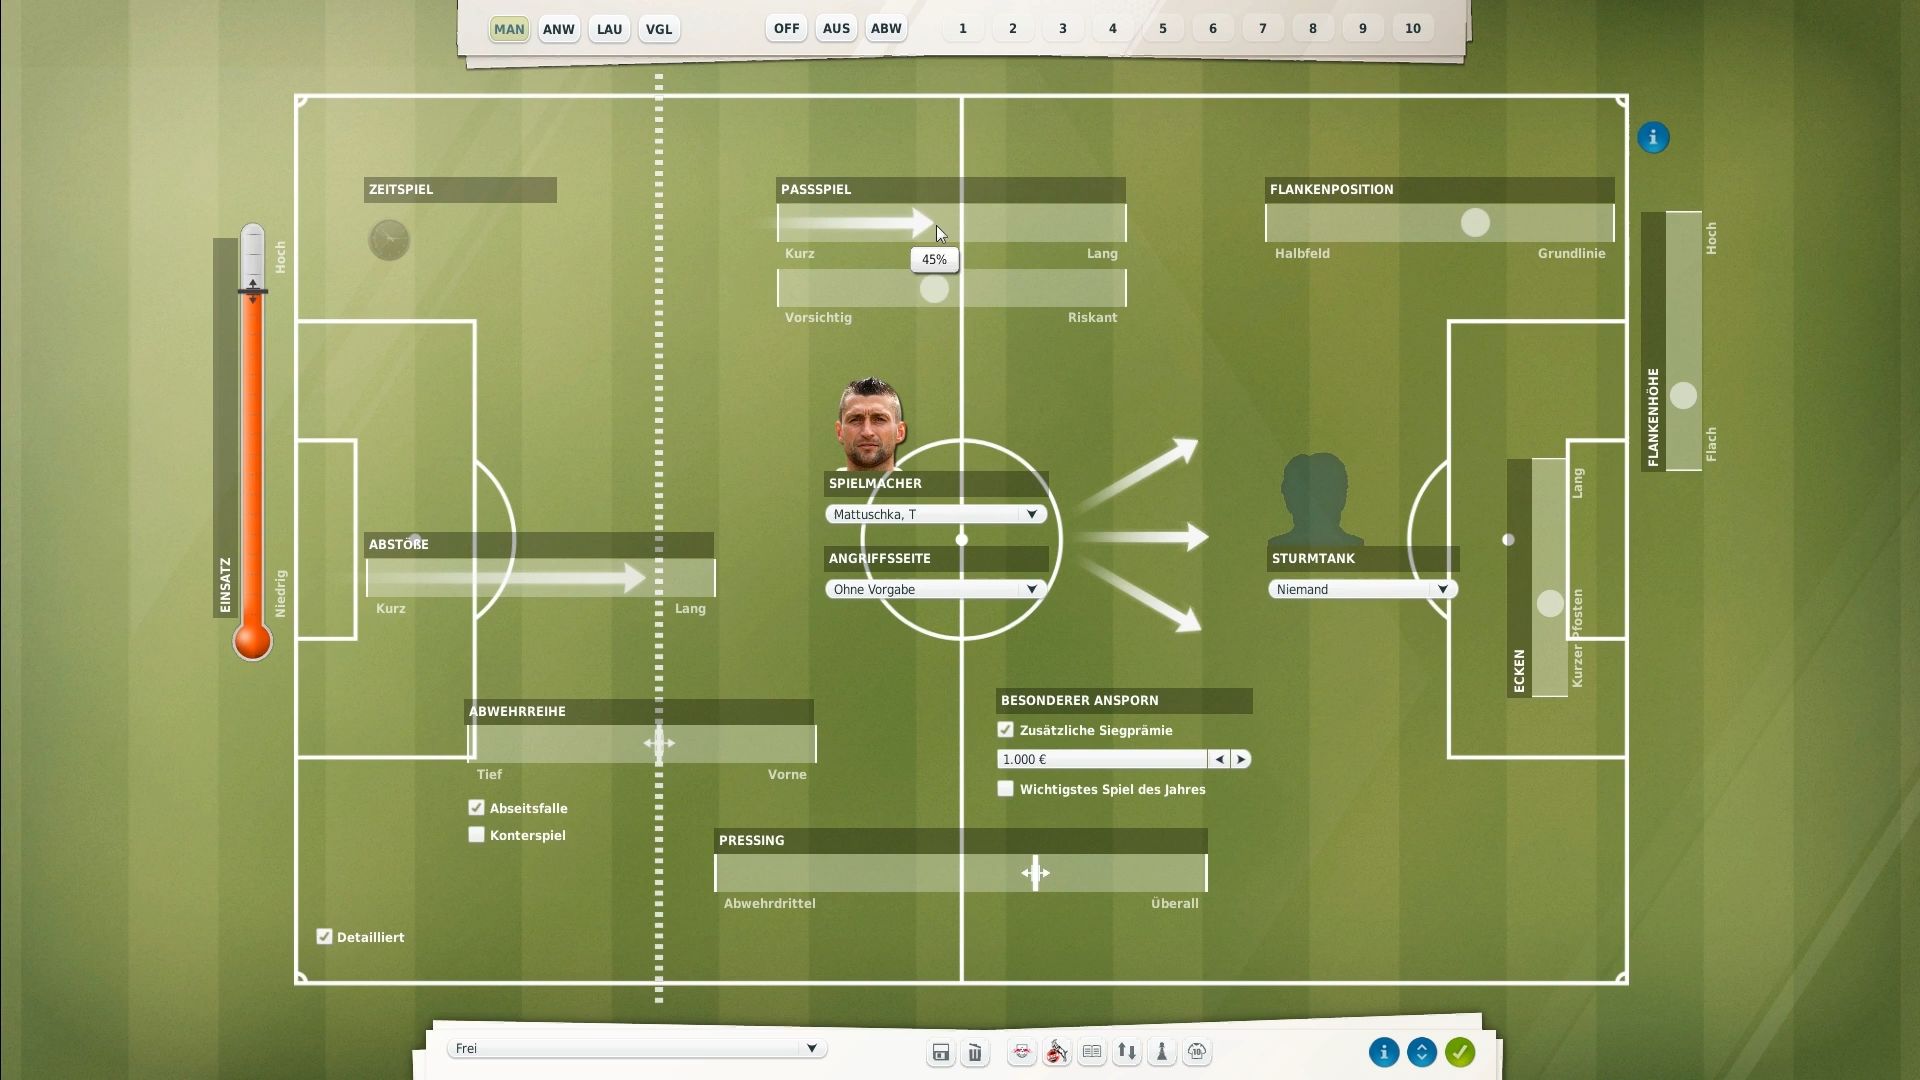 MAN ANW LAU VGL OFF AUS ABW 1 2 3 4 5 6 7 8 9 10
ZEITSPIEL
PASSSPIEL
Kurz Lang
45%
Vorsichtig Riskant
FLANKENPOSITION
Halbfeld Grundlinie
EINSATZ
Hoch
Niedrig
FLANKENHÖHE
Hoch
Flach
SPIELMACHER
Mattuschka, T
ANGRIFFSSEITE
Ohne Vorgabe
STURMTANK
Niemand
ABSTÖßE
Kurz Lang
ECKEN
Lang
Kurzer Pfosten
ABWEHRREIHE
Tief Vorne
Abseitsfalle
Konterspiel
BESONDERER ANSPORN
Zusätzliche Siegprämie
1.000 €
Wichtigstes Spiel des Jahres
PRESSING
Abwehrdrittel Überall
Detailliert
Frei
10